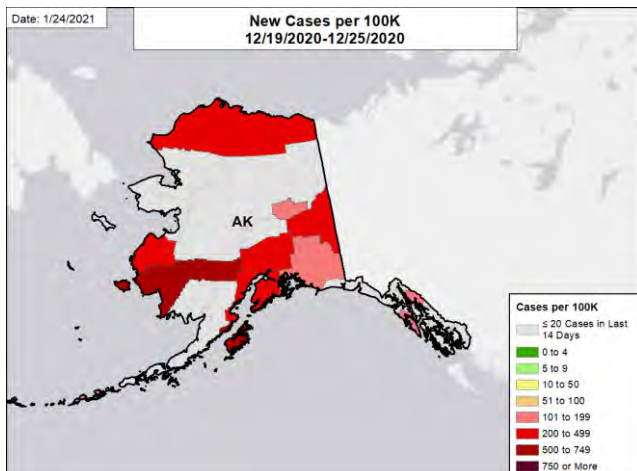 Date: 1/24/2021
New Cases per 100K
12/19/2020-12/25/2020
AK
Cases per 100K
≤ 20 Cases in Last
14 Days
0 to 4
5 to 9
10 to 50
51 to 100
101 to 199
200 to 499
500 to 749
750 or More